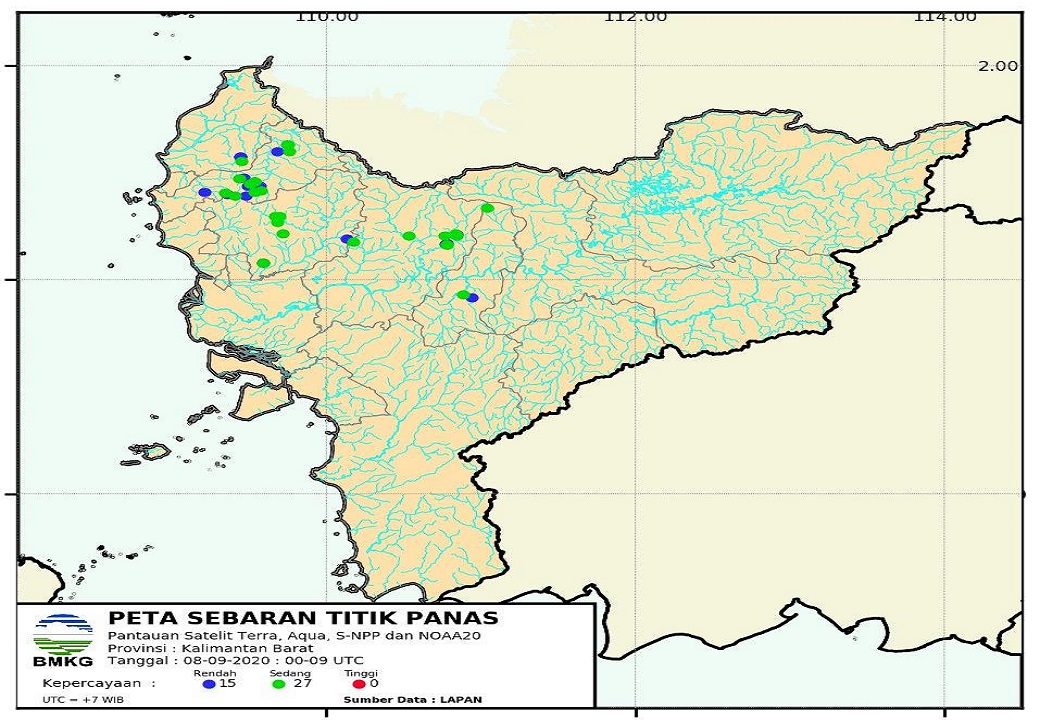 110.00 112.00 114.00
2.00
PETA SEBARAN TITIK PANAS
Pantauan Satelit Terra, Aqua, S-NPP dan NOAA20
Provinsi : Kalimantan Barat
BMKG
Tanggal : 08-09-2020 : 00-09 UTC
Rendah Sedang Tinggi
Kepercayaan : 15 27 0
UTC = +7 WIB Sumber Data : LAPAN